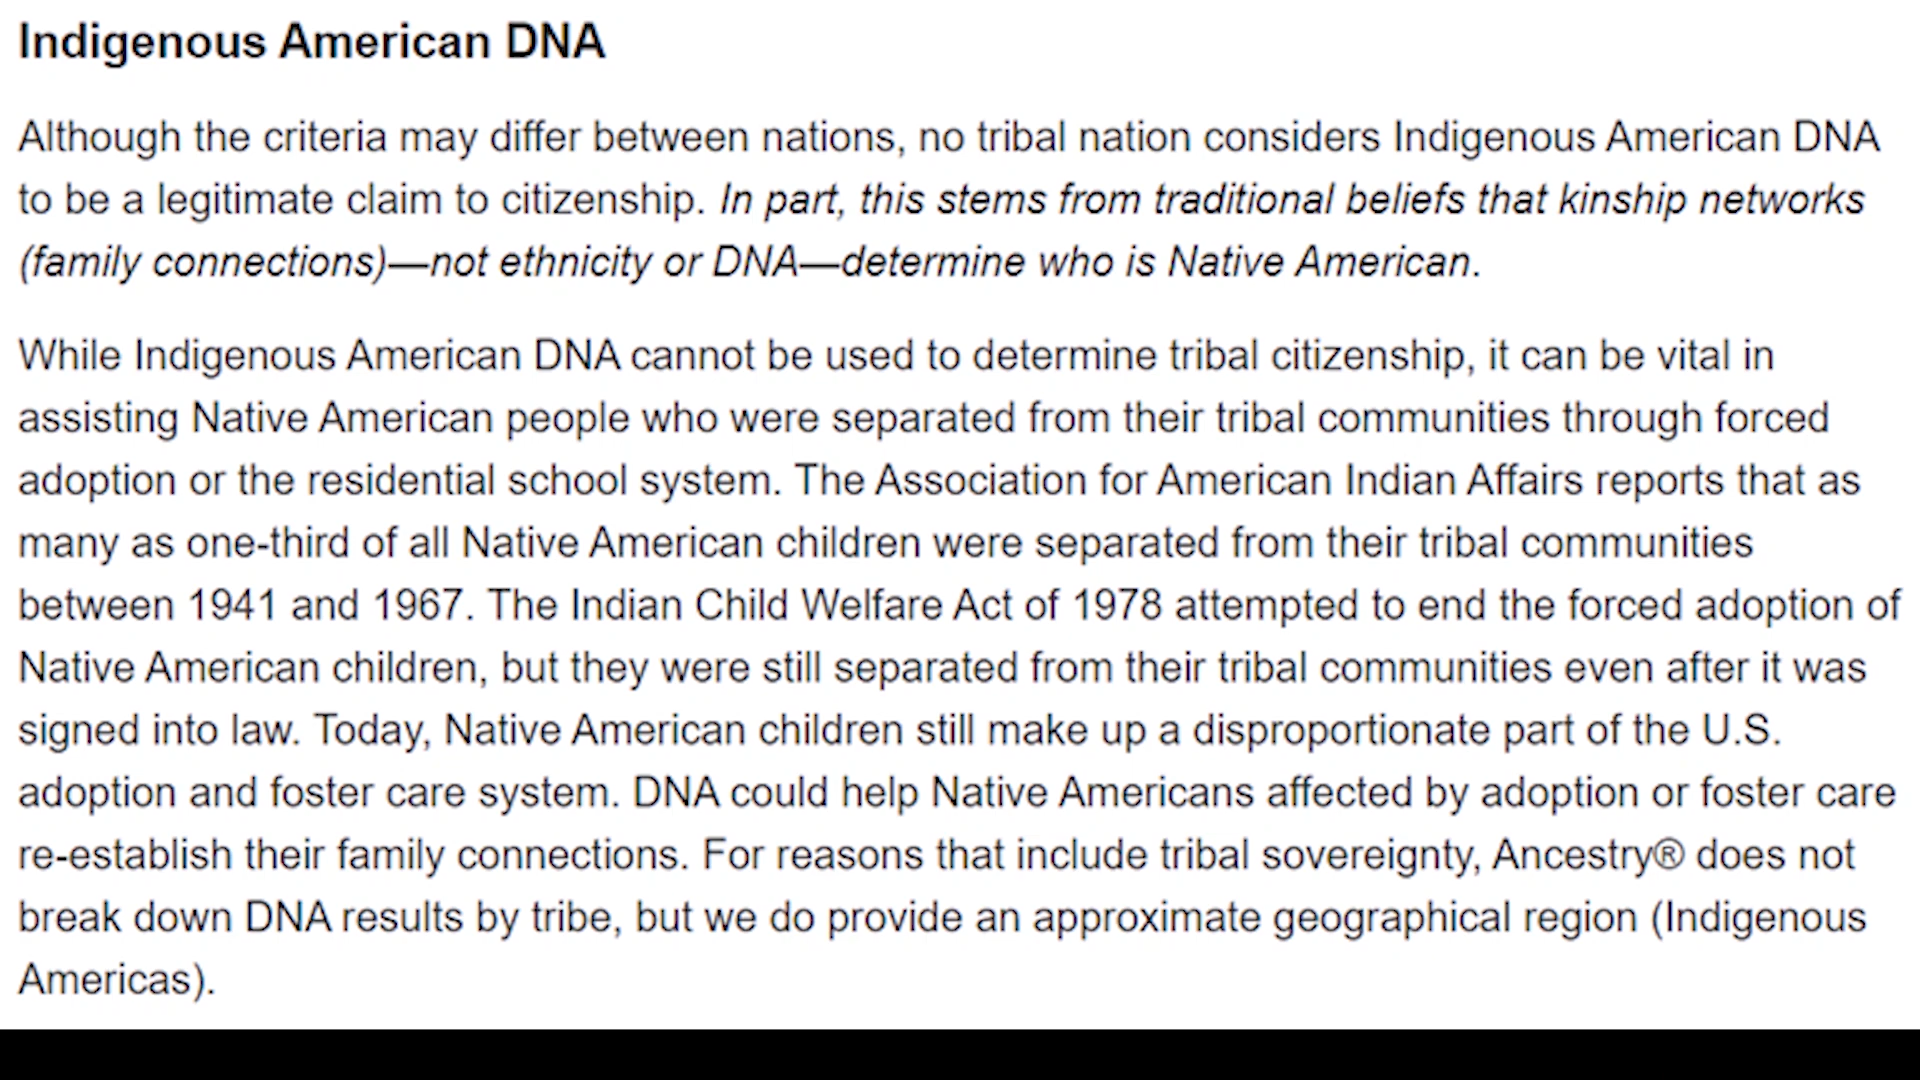 Indigenous American DNA
Although the criteria may differ between nations, no tribal nation considers Indigenous American DNA
to be a legitimate claim to citizenship. In part, this stems from traditional beliefs that kinship networks
(family connections)—not ethnicity or DNA—determine who is Native American.
While Indigenous American DNA cannot be used to determine tribal citizenship, it can be vital in
assisting Native American people who were separated from their tribal communities through forced
adoption or the residential school system. The Association for American Indian Affairs reports that as
many as one-third of all Native American children were separated from their tribal communities
between 1941 and 1967. The Indian Child Welfare Act of 1978 attempted to end the forced adoption of
Native American children, but they were still separated from their tribal communities even after it was
signed into law. Today, Native American children still make up a disproportionate part of the U.S.
adoption and foster care system. DNA could help Native Americans affected by adoption or foster care
re-establish their family connections. For reasons that include tribal sovereignty, Ancestry® does not
break down DNA results by tribe, but we do provide an approximate geographical region (Indigenous
Americas).